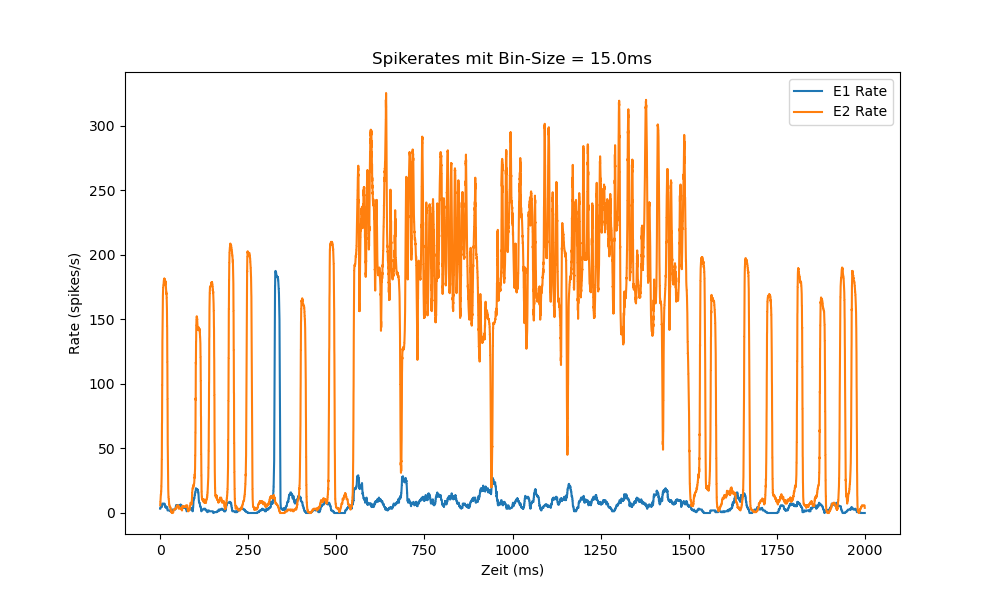 Spikerates mit Bin-Size = 15.0ms
E1 Rate
E2 Rate
300
250
200
150
100
50
0
Rate (spikes/s)
0 250 500 750 1000 1250 1500 1750 2000
Zeit (ms)